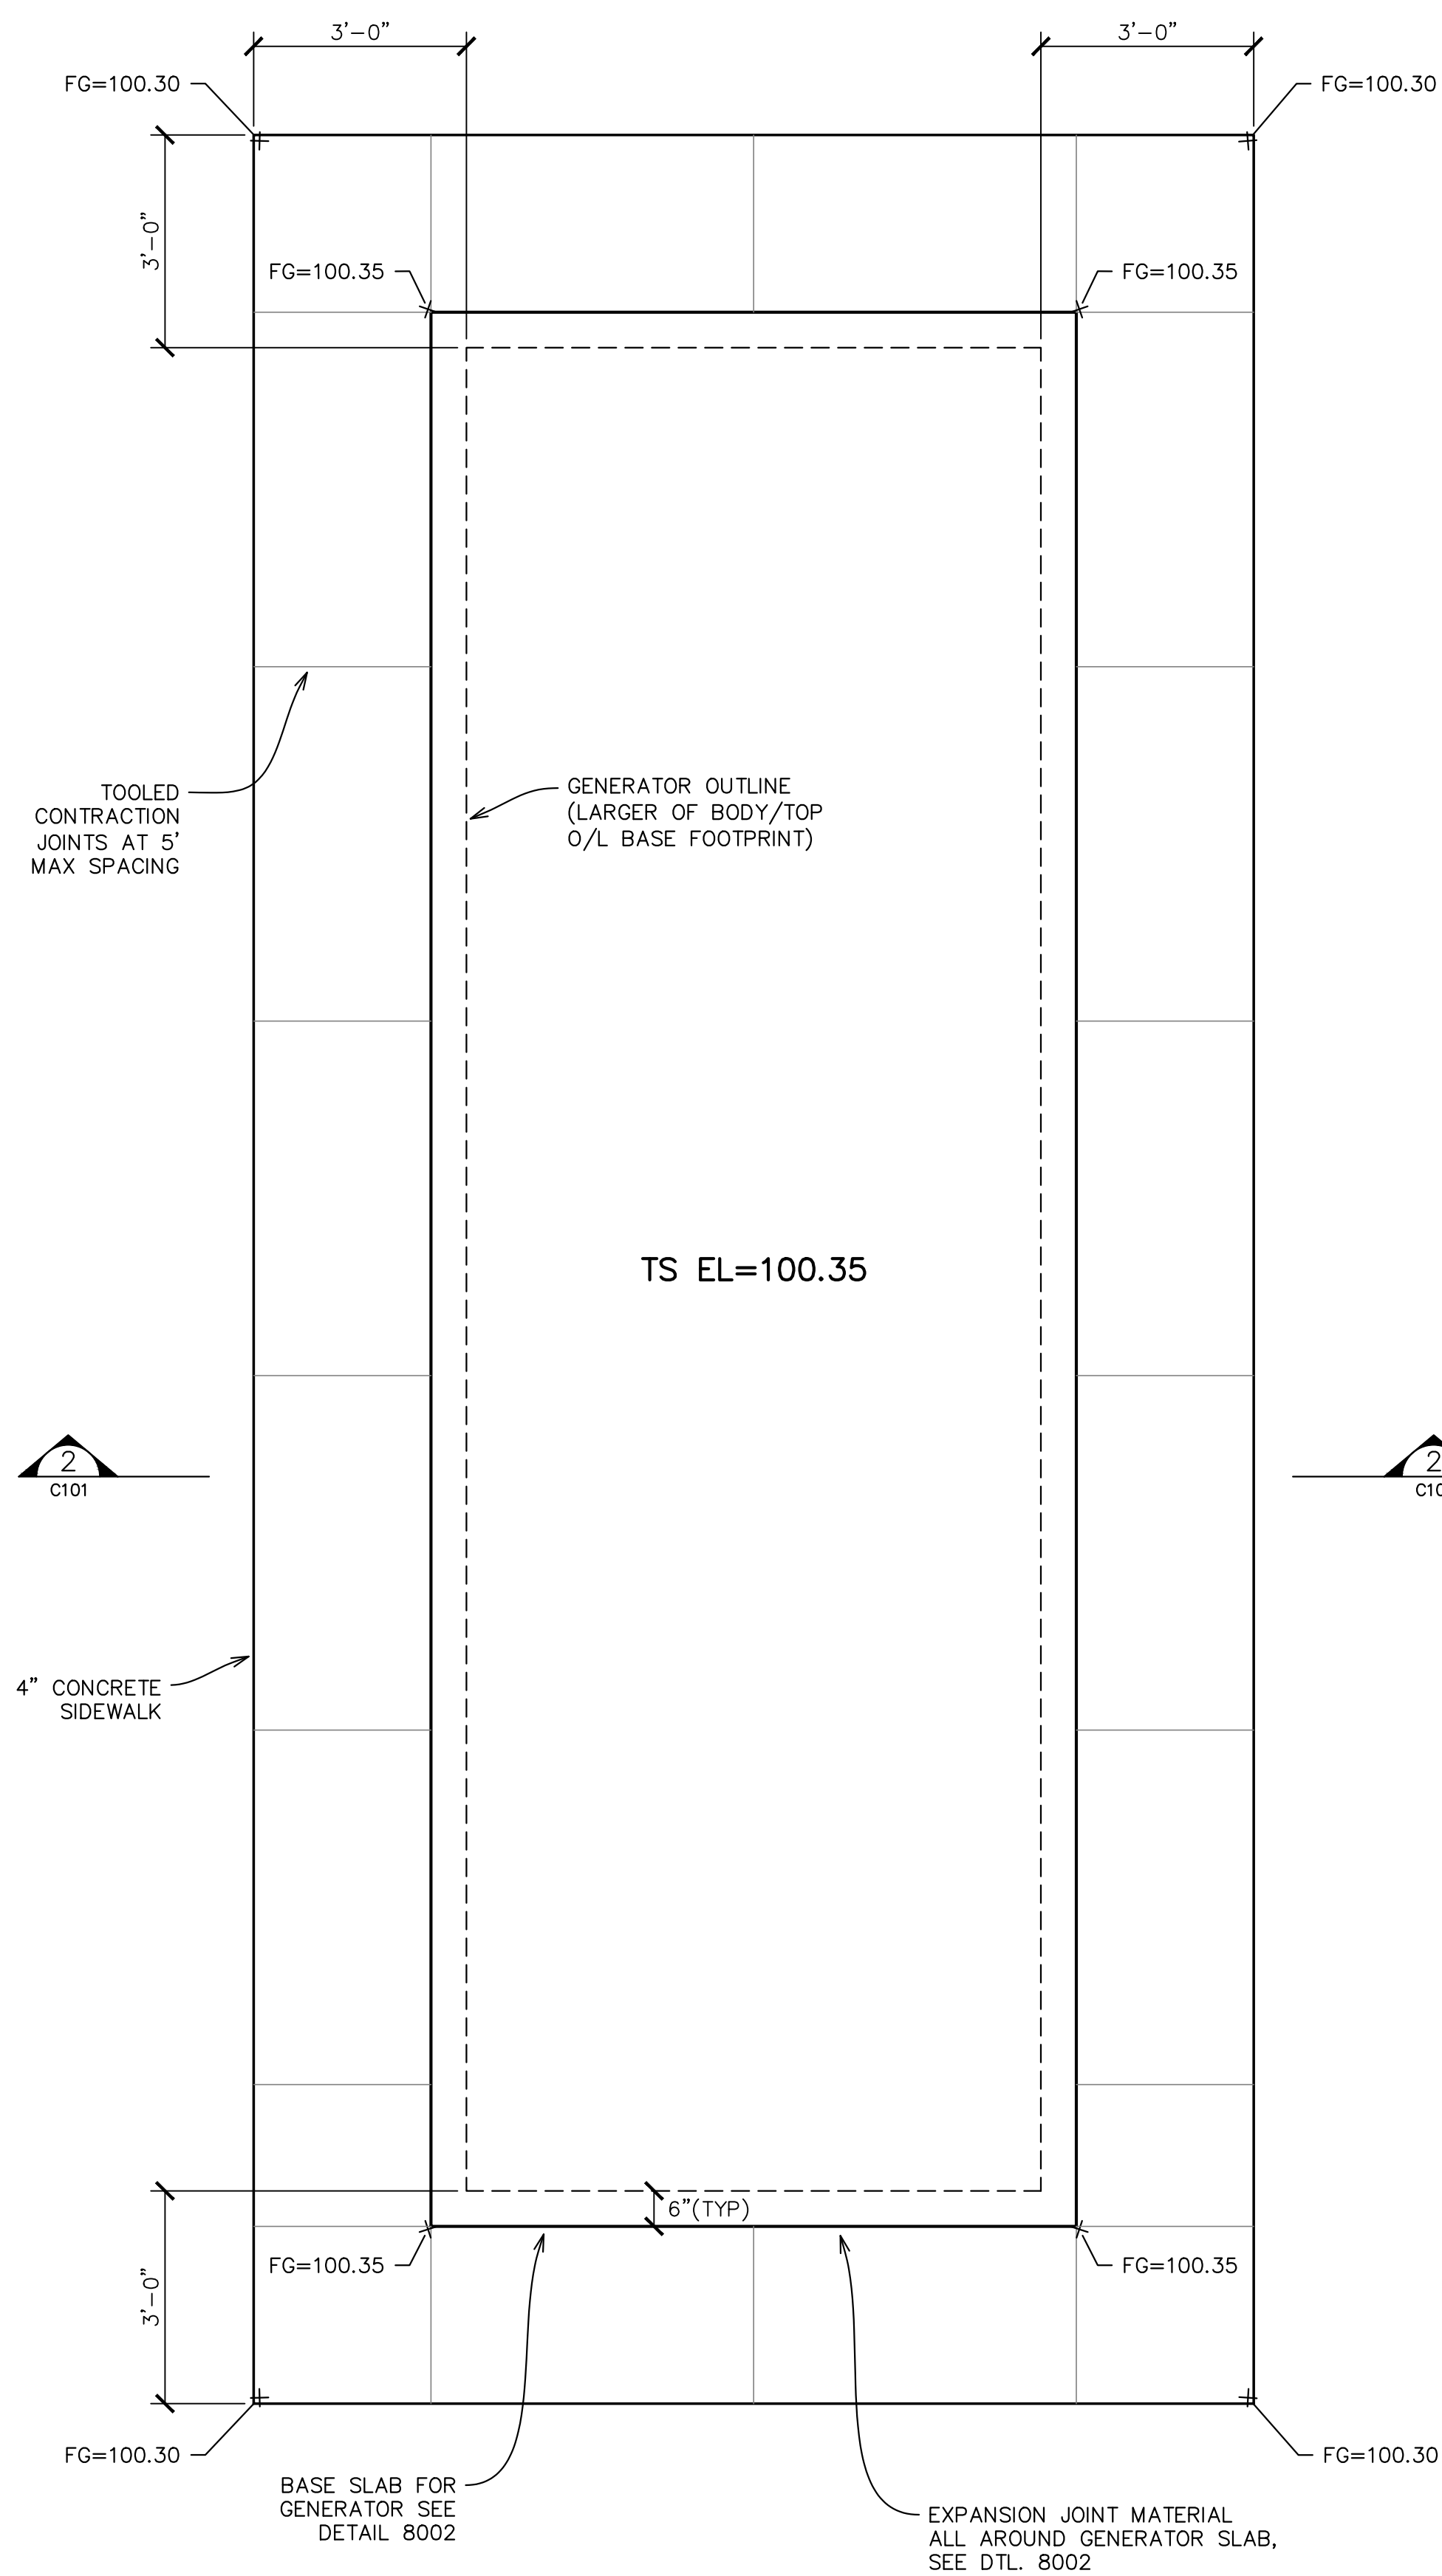 3'-0"
3'-0"
FG=100.30
FG=100.30
3'-0"
FG=100.35
FG=100.35
TOOLED
CONTRACTION
JOINTS AT 5'
MAX SPACING
GENERATOR OUTLINE
(LARGER OF BODY/TOP
O/L BASE FOOTPRINT)
TS EL=100.35
2
C101
2
4" CONCRETE
SIDEWALK
6"(TYP)
FG=100.35
FG=100.35
3'-0"
FG=100.30
FG=100.30
BASE SLAB FOR
GENERATOR SEE
DETAIL 8002
EXPANSION JOINT MATERIAL
ALL AROUND GENERATOR SLAB,
SEE DTL. 8002